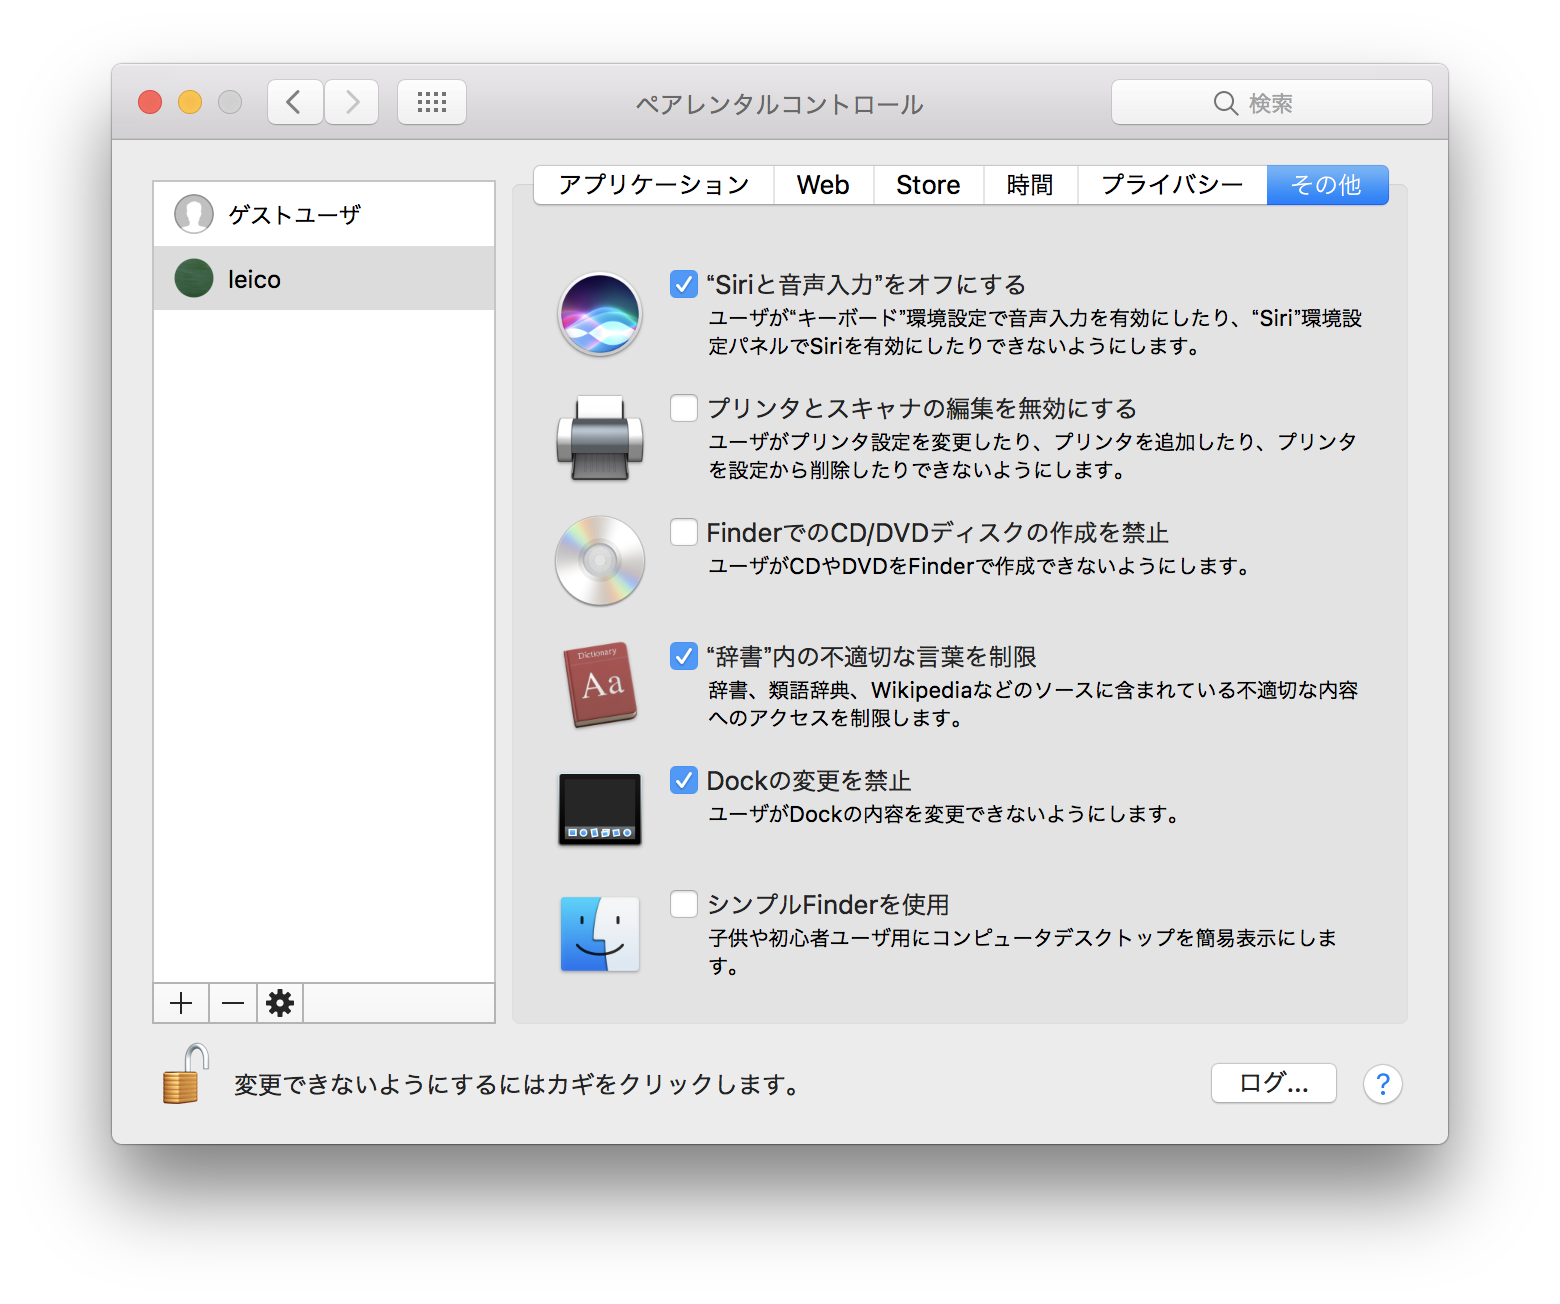 ペアレンタルコントロール
検索
アプリケーション
Web
Store
時間
プライバシー
その他
ゲストユーザ
leico
“Siriと音声入力”をオフにする
ユーザが“キーボード”環境設定で音声入力を有効にしたり、“Siri”環境設
定パネルでSiriを有効にしたりできないようにします。
プリンタとスキャナの編集を無効にする
ユーザがプリンタ設定を変更したり、プリンタを追加したり、プリンタ
を設定から削除したりできないようにします。
FinderでのCD/DVDディスクの作成を禁止
ユーザがCDやDVDをFinderで作成できないようにします。
Dictionary
Aa
“辞書”内の不適切な言葉を制限
辞書、類語辞典、Wikipediaなどのソースに含まれている不適切な内容
へのアクセスを制限します。
Dockの変更を禁止
ユーザがDockの内容を変更できないようにします。
シンプルFinderを使用
子供や初心者ユーザ用にコンピュータデスクトップを簡易表示にしま
す。
変更できないようにするにはカギをクリックします。
ログ...
?